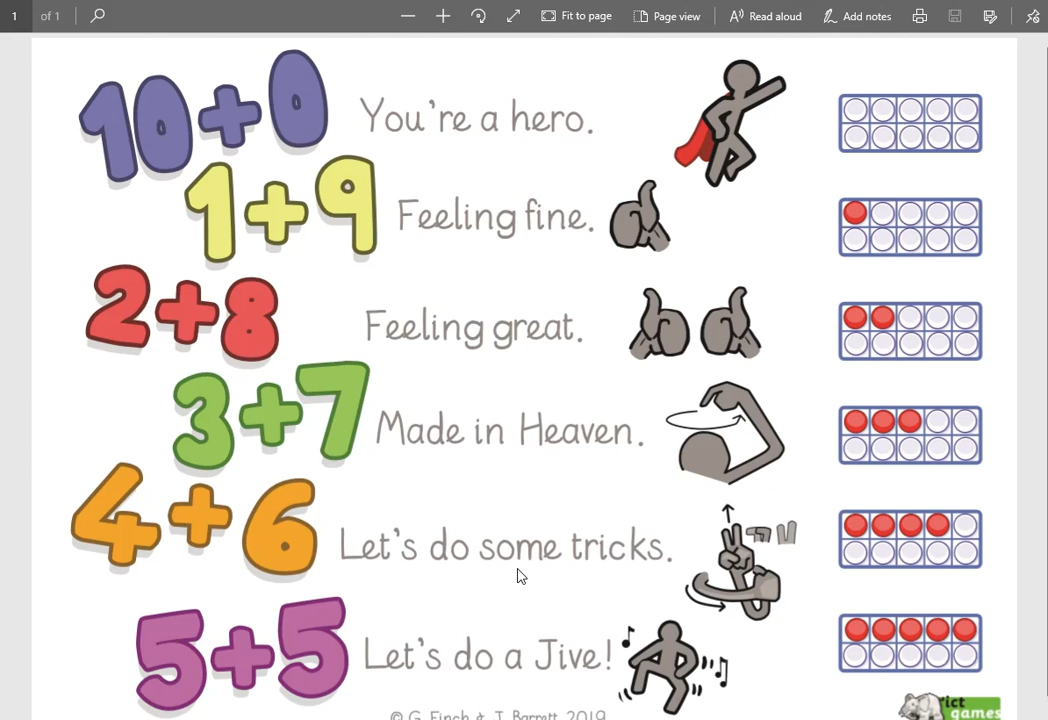 1 of 1
Fit to page
Page view
Read aloud
Add notes
10+0 You're a hero.
1+9 Feeling fine.
2+8 Feeling great.
3+7 Made in Heaven.
4+6 Let's do some tricks.
5+5 Let's do a Jive!
© G. Finch & J. Barrett 2019
ict
games